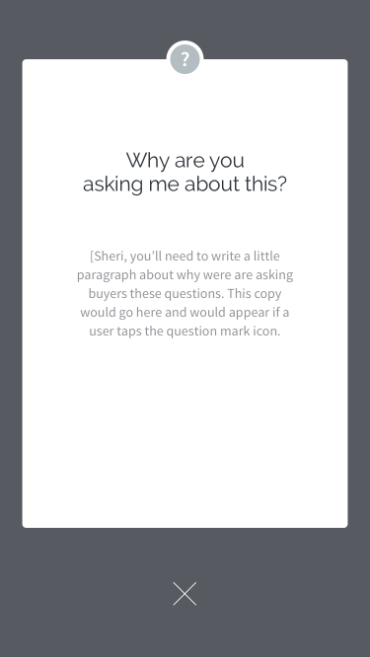 ?
Why are you
asking me about this?
[Sheri, you'll need to write a little
paragraph about why were are asking
buyers these questions. This copy
would go here and would appear if a
user taps the question mark icon.